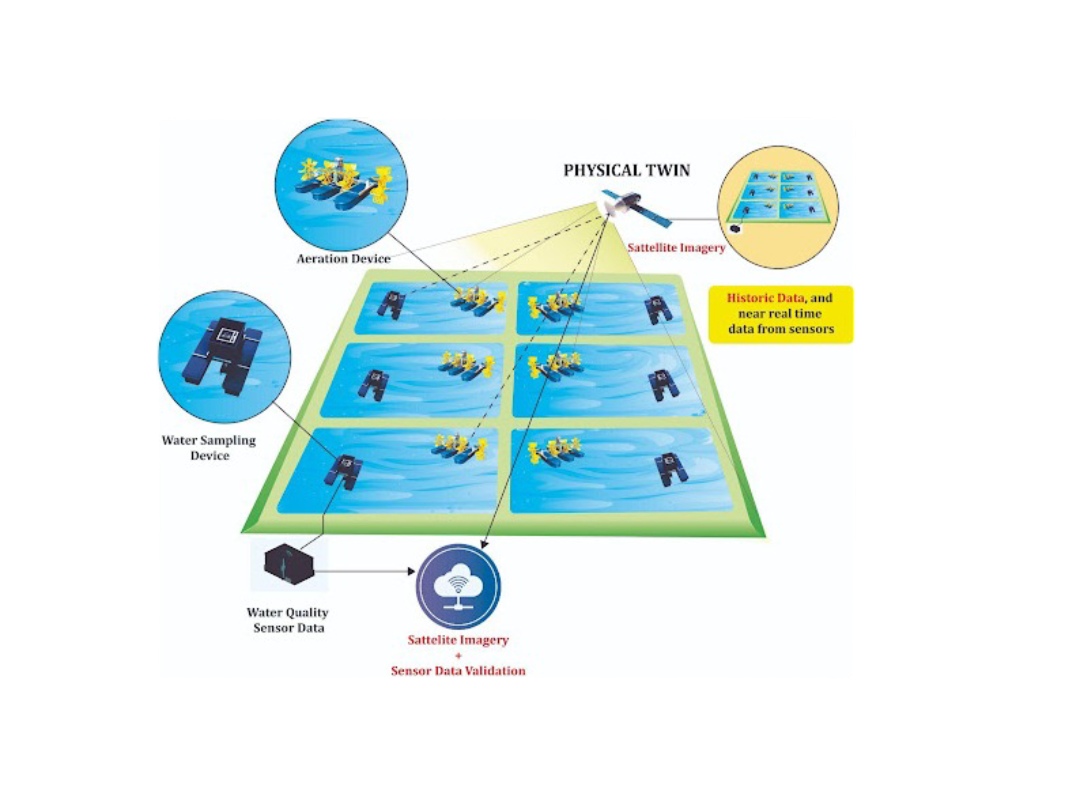 PHYSICAL TWIN
Aeration Device
Sattellite Imagery
Historic Data, and
near real time
data from sensors
Water Sampling
Device
Water Quality
Sensor Data
Sattelite Imagery
+
Sensor Data Validation